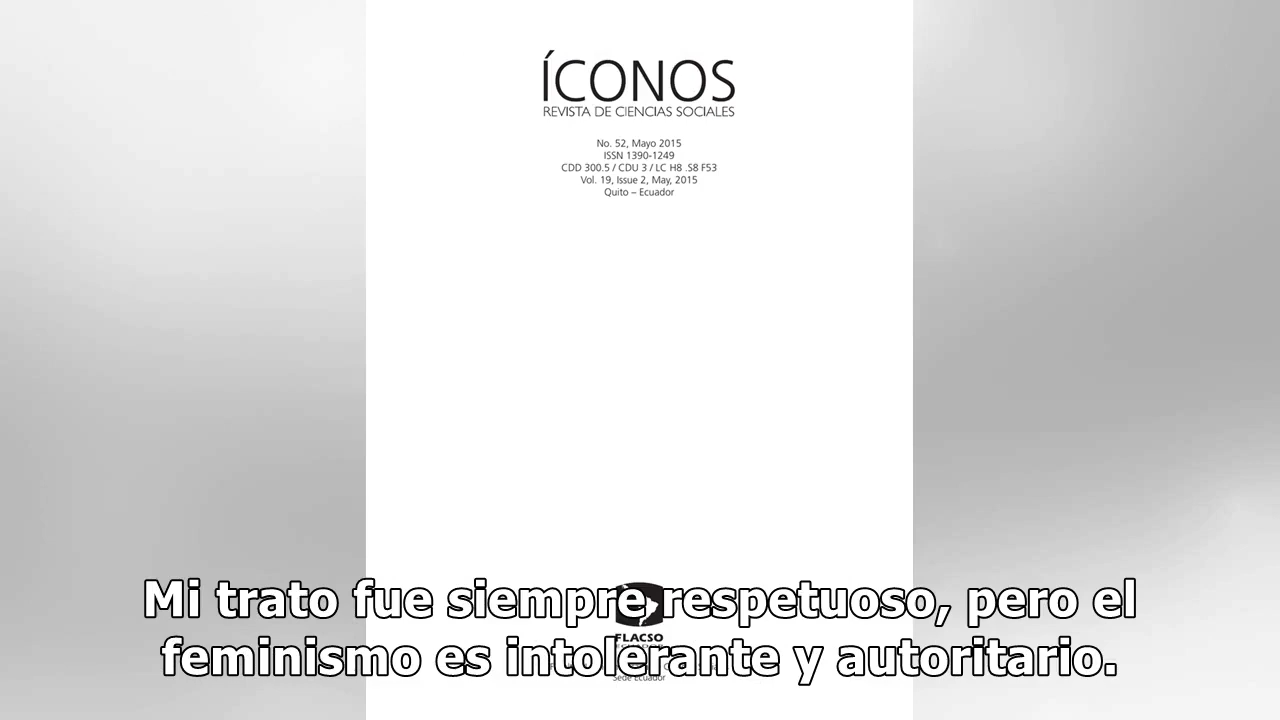 ÍCONOS
REVISTA DE CIENCIAS SOCIALES
No. 52, Mayo 2015
ISSN 1390-1249
CDD 300.5 / CDU 3 / LC H8 .S8 F53
Vol. 19, Issue 2, May, 2015
Quito – Ecuador
Mi trato fue siempre respetuoso, pero el
FLACSO
feminismo es intolerante y autoritario.
Sede Ecuador